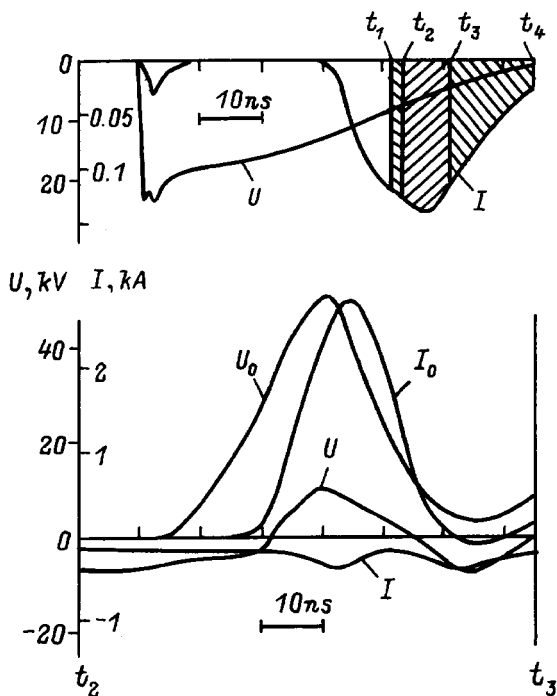 t₁ t₂ t₃ t₄
0
10
20
0.05
0.1
10ns
U
I
U, kV I, kA
40
20
0
-20
2
1
-1
U₀
I₀
U
I
10ns
t₂
t₃